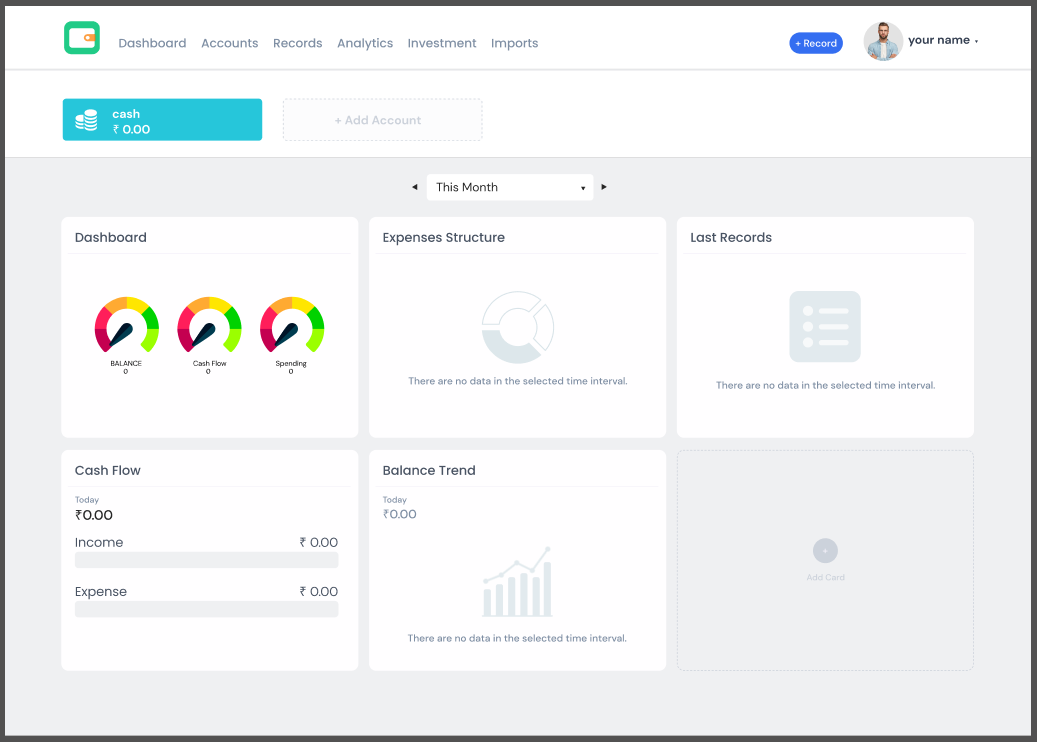 Dashboard Accounts Records Analytics Investment Imports
+ Record
your name
cash
₹ 0.00
+ Add Account
This Month
Dashboard
BALANCE
0
Cash Flow
0
Spending
0
Expenses Structure
There are no data in the selected time interval.
Last Records
There are no data in the selected time interval.
Cash Flow
Today
₹0.00
Income ₹ 0.00
Expense ₹ 0.00
Balance Trend
Today
₹0.00
There are no data in the selected time interval.
+
Add Card